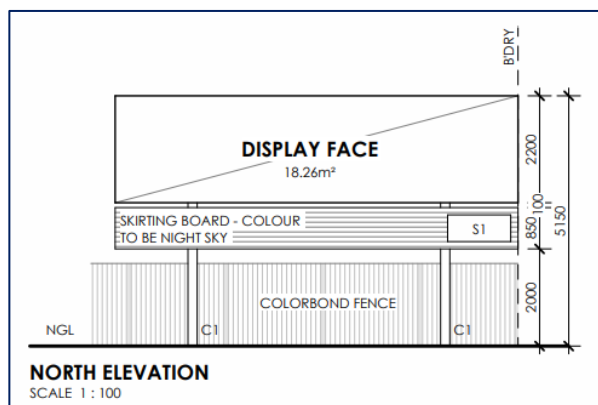 B'DRY
DISPLAY FACE
18.26m²
2200
100
SKIRTING BOARD - COLOUR
TO BE NIGHT SKY
S1
850
5150
2000
COLORBOND FENCE
NGL
C1
C1
NORTH ELEVATION
SCALE 1 : 100